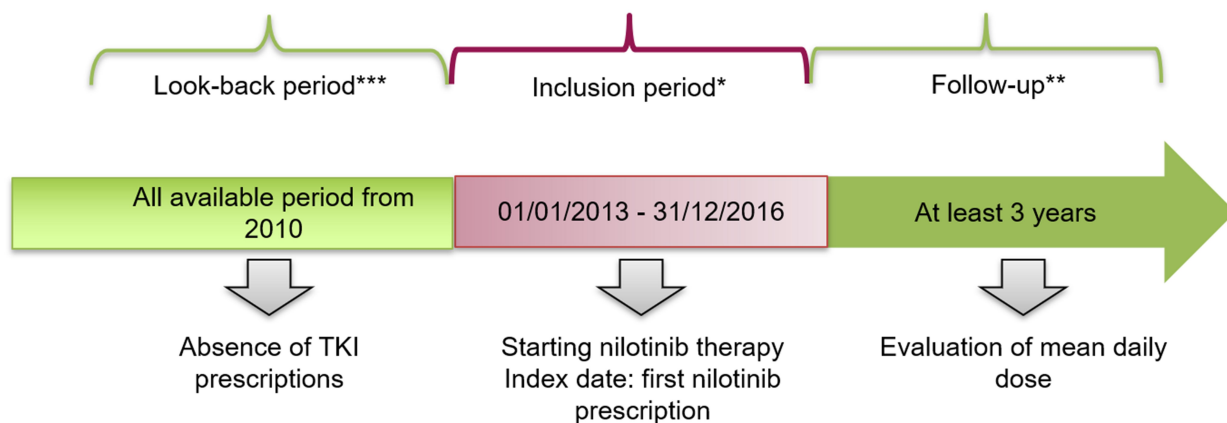 Look-back period***
Inclusion period*
Follow-up**
All available period from
2010
01/01/2013 - 31/12/2016
At least 3 years
Absence of TKI
prescriptions
Starting nilotinib therapy
Index date: first nilotinib
prescription
Evaluation of mean daily
dose